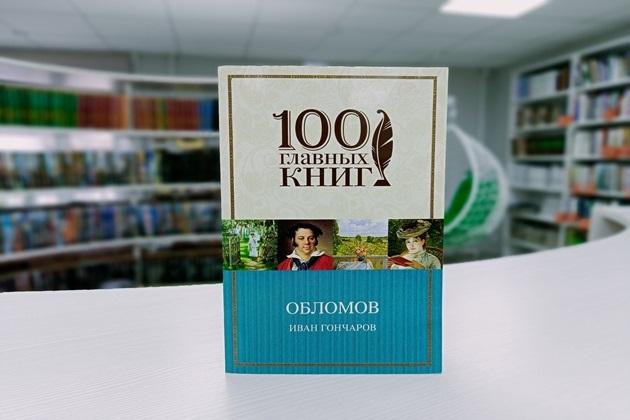 100
ГЛАВНЫХ
КНИГ
ОБЛОМОВ
ИВАН ГОНЧАРОВ